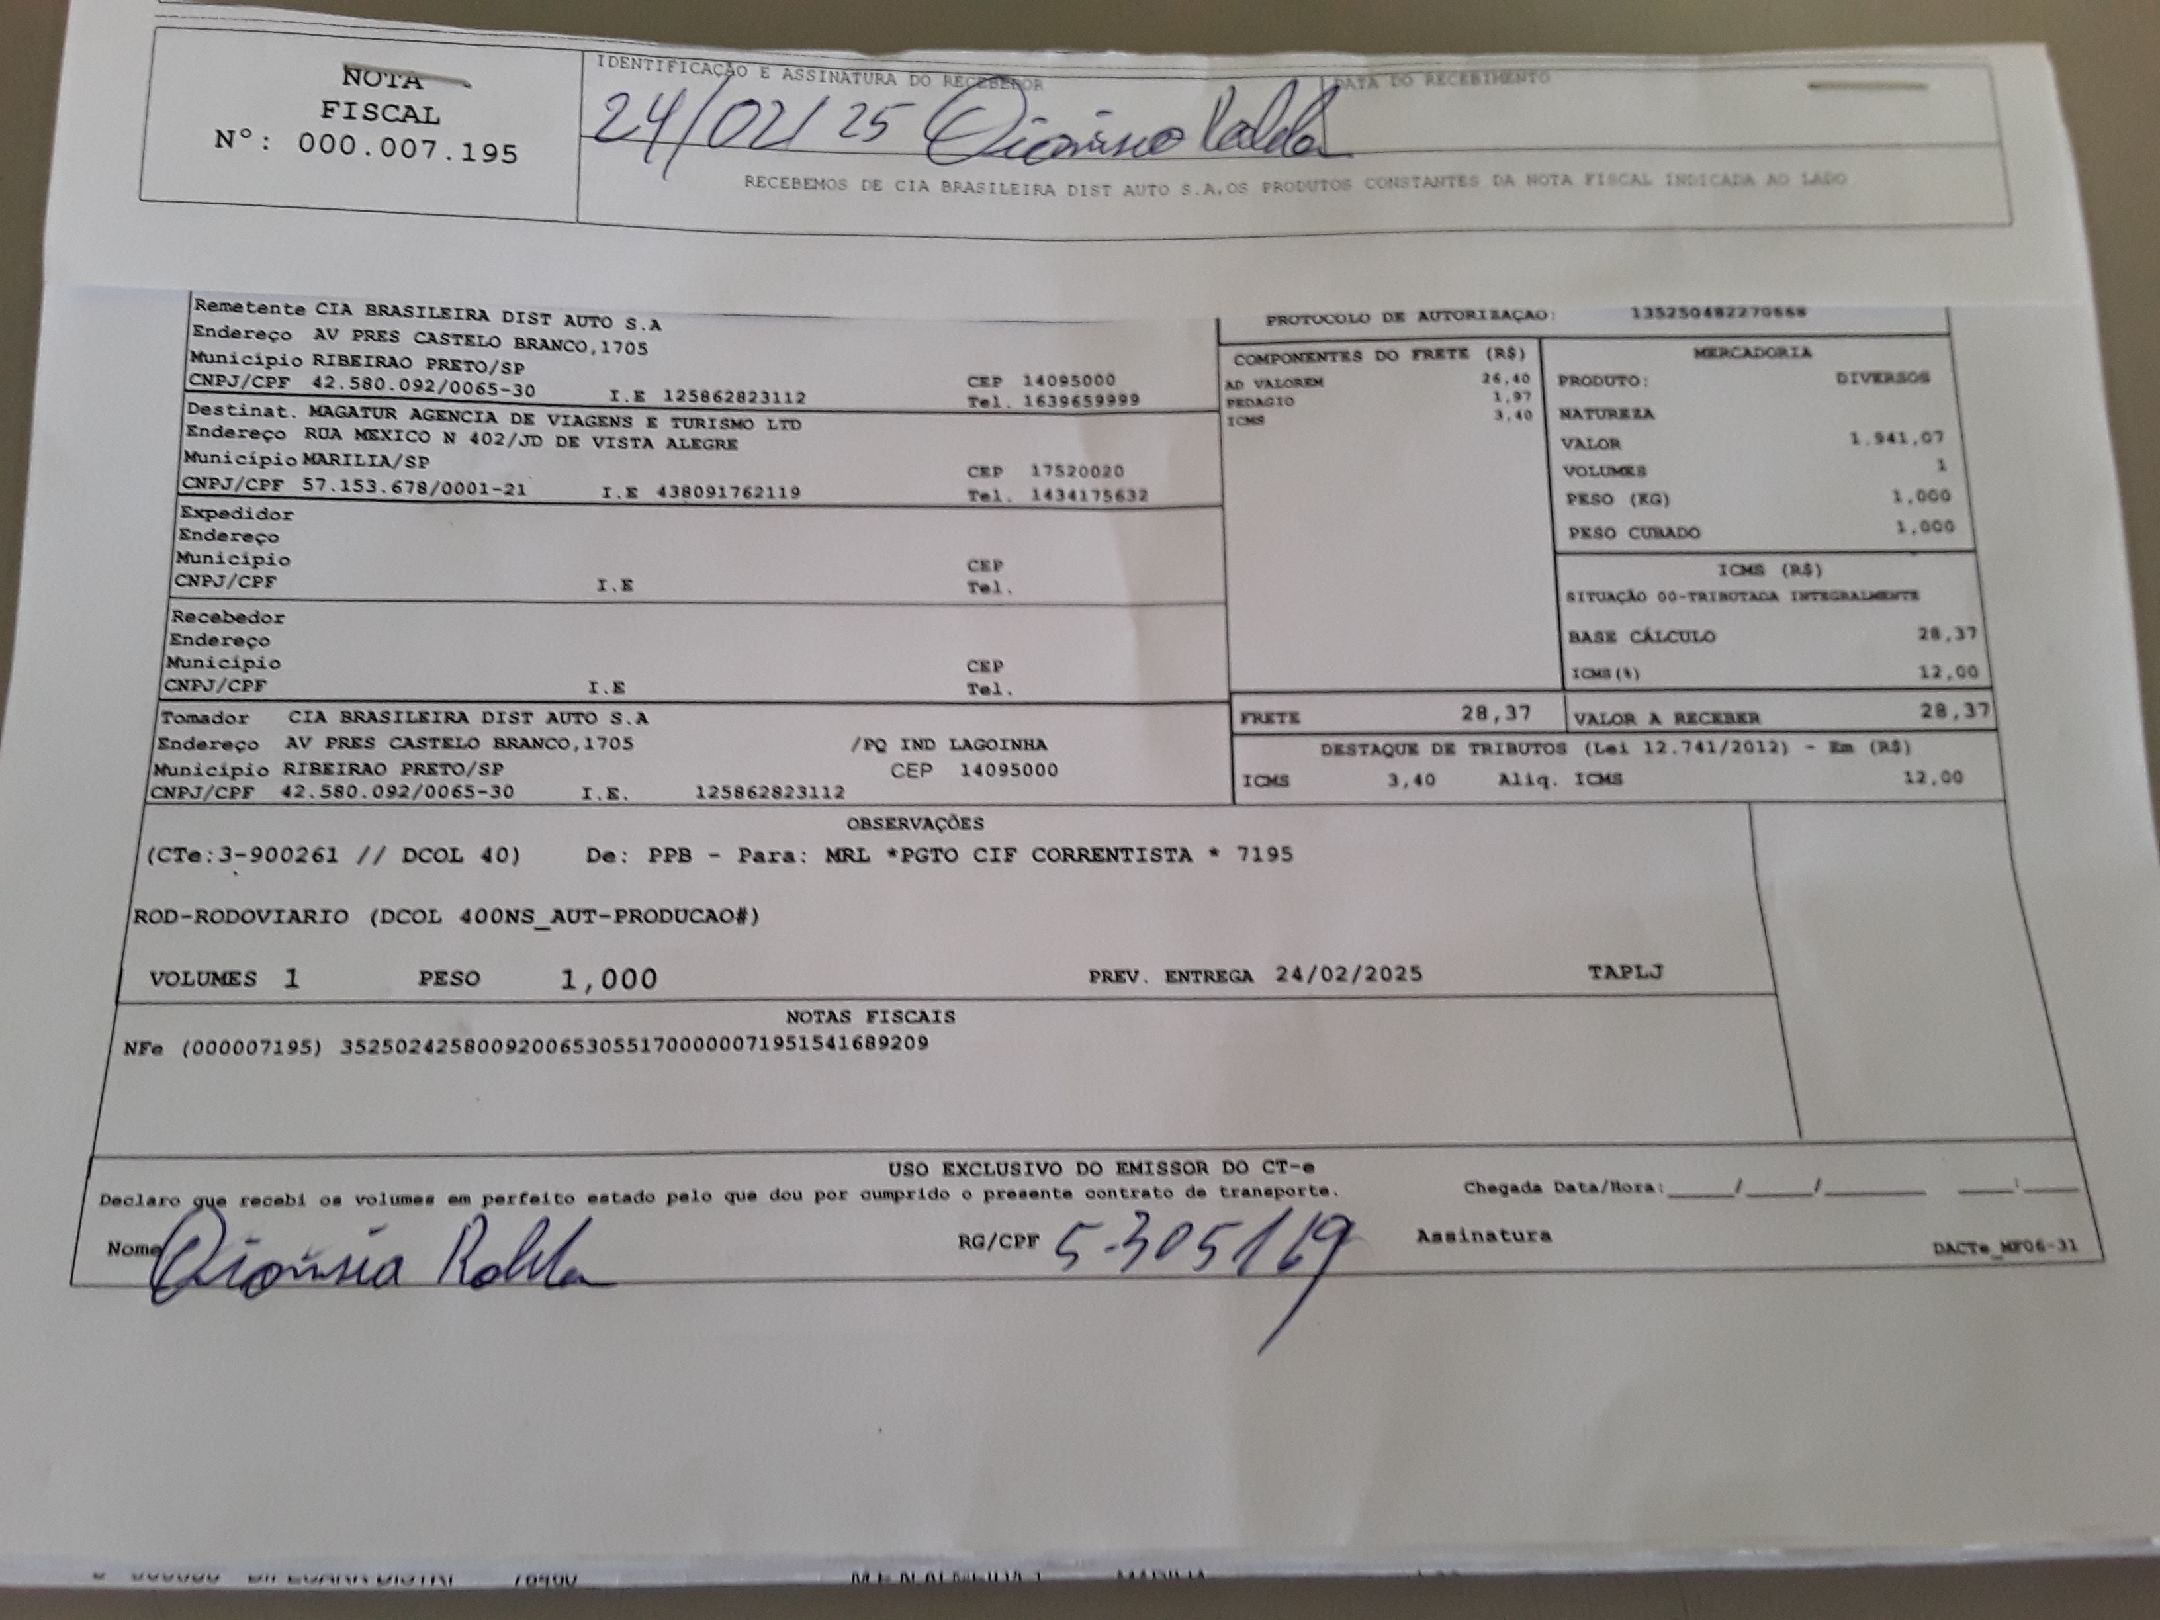 NOTA
FISCAL
Nº: 000.007.195
IDENTIFICAÇÃO E ASSINATURA DO RECEBEDOR
DATA DO RECEBIMENTO
24/02/25
RECEBEMOS DE CIA BRASILEIRA DIST AUTO S.A,OS PRODUTOS CONSTANTES DA NOTA FISCAL INDICADA AO LADO
Remetente CIA BRASILEIRA DIST AUTO S.A
Endereço AV PRES CASTELO BRANCO,1705
Município RIBEIRAO PRETO/SP
CEP 14095000
CNPJ/CPF 42.580.092/0065-30 I.E 125862823112 Tel. 1639659999
Destinat. MAGATUR AGENCIA DE VIAGENS E TURISMO LTD
Endereço RUA MEXICO N 402/JD DE VISTA ALEGRE
Município MARILIA/SP CEP 17520020
CNPJ/CPF 57.153.678/0001-21 I.E 438091762119 Tel. 1434175632
Expedidor
Endereço
Município CEP
CNPJ/CPF I.E Tel.
Recebedor
Endereço
Município CEP
CNPJ/CPF I.E Tel.
Tomador CIA BRASILEIRA DIST AUTO S.A
Endereço AV PRES CASTELO BRANCO,1705 /PQ IND LAGOINHA
Município RIBEIRAO PRETO/SP CEP 14095000
CNPJ/CPF 42.580.092/0065-30 I.E. 125862823112
PROTOCOLO DE AUTORIZAÇÃO: 135250482270668
COMPONENTES DO FRETE (R$)
AD VALOREM 26,40
PEDAGIO 1,97
ICMS 3,40
MERCADORIA
PRODUTO: DIVERSOS
NATUREZA
VALOR 1.941,07
VOLUMES 1
PESO (KG) 1,000
PESO CUBADO 1,000
ICMS (R$)
SITUAÇÃO 00-TRIBUTADA INTEGRALMENTE
BASE CÁLCULO 28,37
ICMS(%) 12,00
FRETE 28,37 VALOR A RECEBER 28,37
DESTAQUE DE TRIBUTOS (Lei 12.741/2012) - Em (R$)
ICMS 3,40 Aliq. ICMS 12,00
OBSERVAÇÕES
(CTe:3-900261 // DCOL 40) De: PPB - Para: MRL *PGTO CIF CORRENTISTA * 7195
ROD-RODOVIARIO (DCOL 400NS_AUT-PRODUCAO#)
VOLUMES 1 PESO 1,000 PREV. ENTREGA 24/02/2025 TAPLJ
NOTAS FISCAIS
NFe (000007195) 35250242580092006530551700000071951541689209
USO EXCLUSIVO DO EMISSOR DO CT-e
Declaro que recebi os volumes em perfeito estado pelo que dou por cumprido o presente contrato de transporte. Chegada Data/Hora:_____/_____/________ ____:____
Nome RG/CPF 5.305169 Assinatura
DACTe_MF06-31